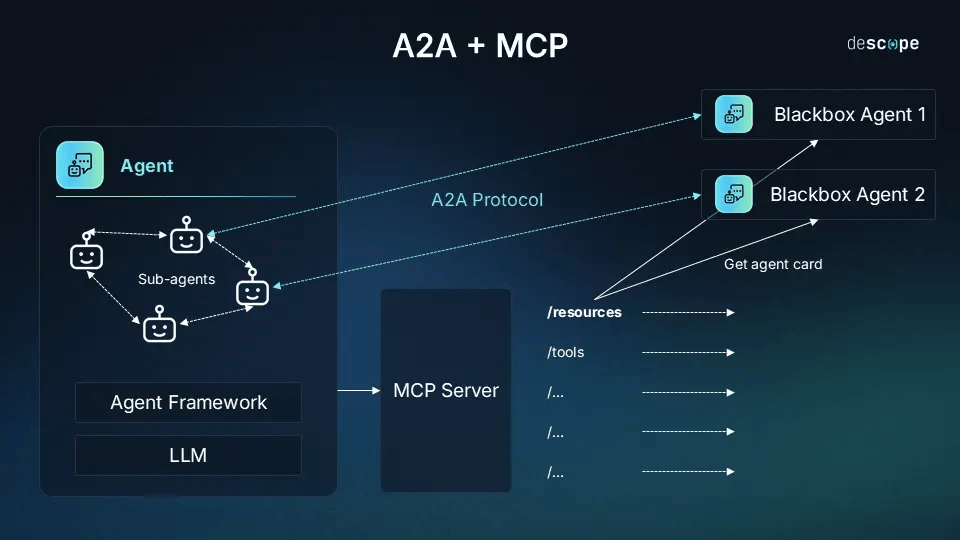 A2A + MCP
descope
Agent
Sub-agents
Agent Framework
LLM
A2A Protocol
MCP Server
Blackbox Agent 1
Blackbox Agent 2
Get agent card
/resources
/tools
/...
/...
/...